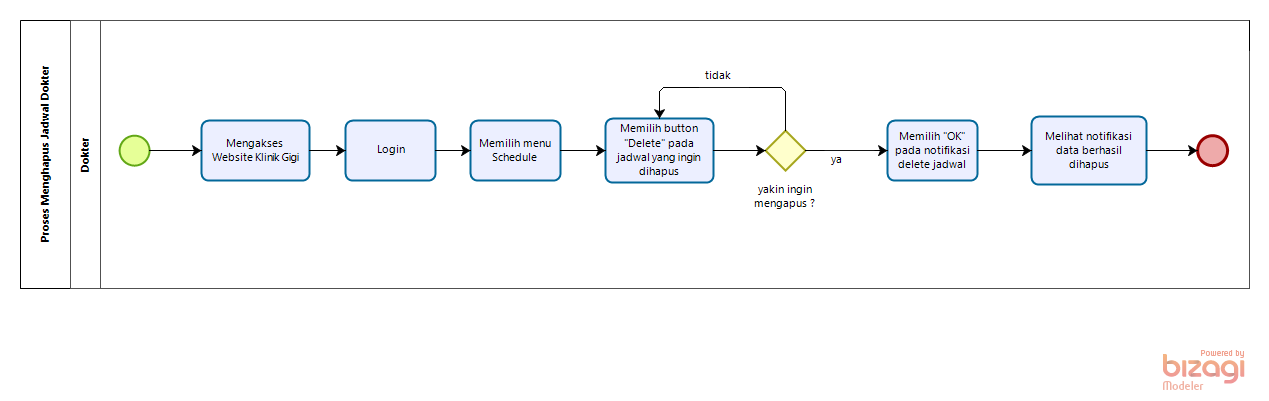 Proses Menghapus Jadwal Dokter
Dokter
Mengakses
Website Klinik Gigi
Login
Memilih menu
Schedule
Memilih button
"Delete" pada
jadwal yang ingin
dihapus
tidak
yakin ingin
mengapus ?
ya
Memilih "OK"
pada notifikasi
delete jadwal
Melihat notifikasi
data berhasil
dihapus
Powered by
bizagi
Modeler